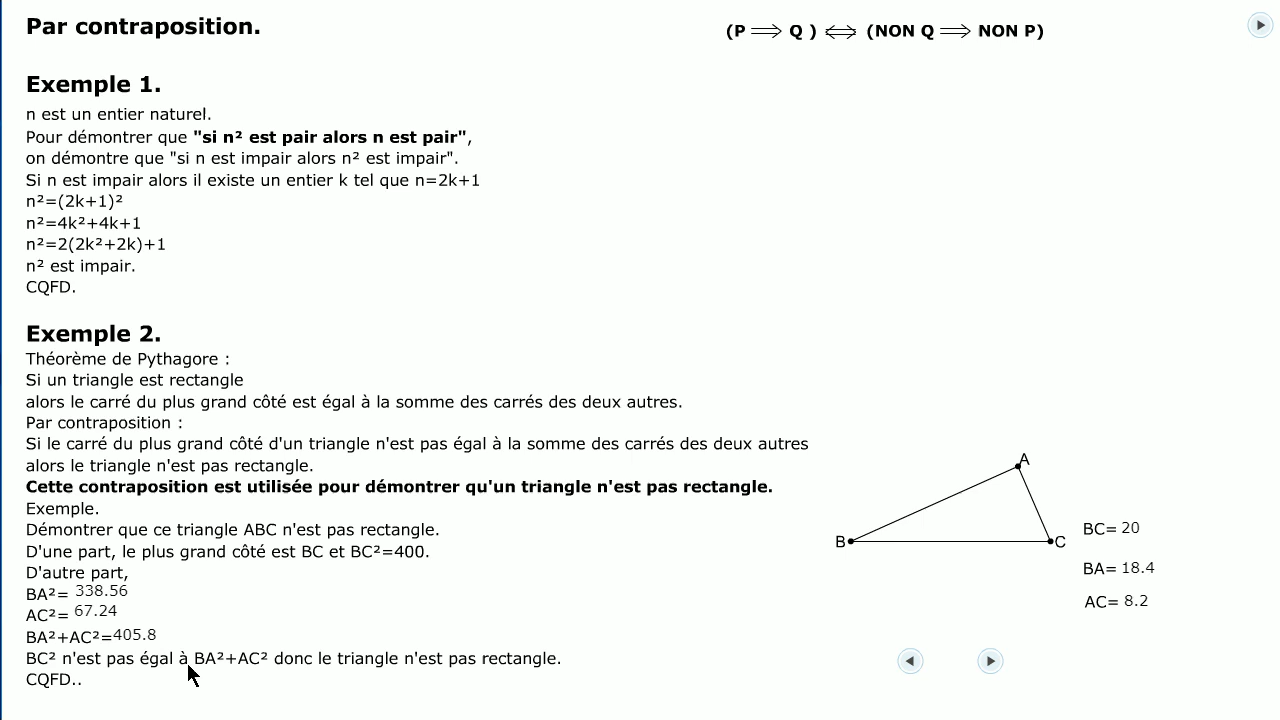 Par contraposition.
(P ⟹ Q ) ⟺ (NON Q ⟹ NON P)
Exemple 1.
n est un entier naturel.
Pour démontrer que "si n² est pair alors n est pair",
on démontre que "si n est impair alors n² est impair".
Si n est impair alors il existe un entier k tel que n=2k+1
n²=(2k+1)²
n²=4k²+4k+1
n²=2(2k²+2k)+1
n² est impair.
CQFD.
Exemple 2.
Théorème de Pythagore :
Si un triangle est rectangle
alors le carré du plus grand côté est égal à la somme des carrés des deux autres.
Par contraposition :
Si le carré du plus grand côté d'un triangle n'est pas égal à la somme des carrés des deux autres
alors le triangle n'est pas rectangle.
Cette contraposition est utilisée pour démontrer qu'un triangle n'est pas rectangle.
Exemple.
Démontrer que ce triangle ABC n'est pas rectangle.
D'une part, le plus grand côté est BC et BC²=400.
D'autre part,
BA²= 338.56
AC²= 67.24
BA²+AC²=405.8
BC² n'est pas égal à BA²+AC² donc le triangle n'est pas rectangle.
CQFD..
A
B
C
BC= 20
BA= 18.4
AC= 8.2